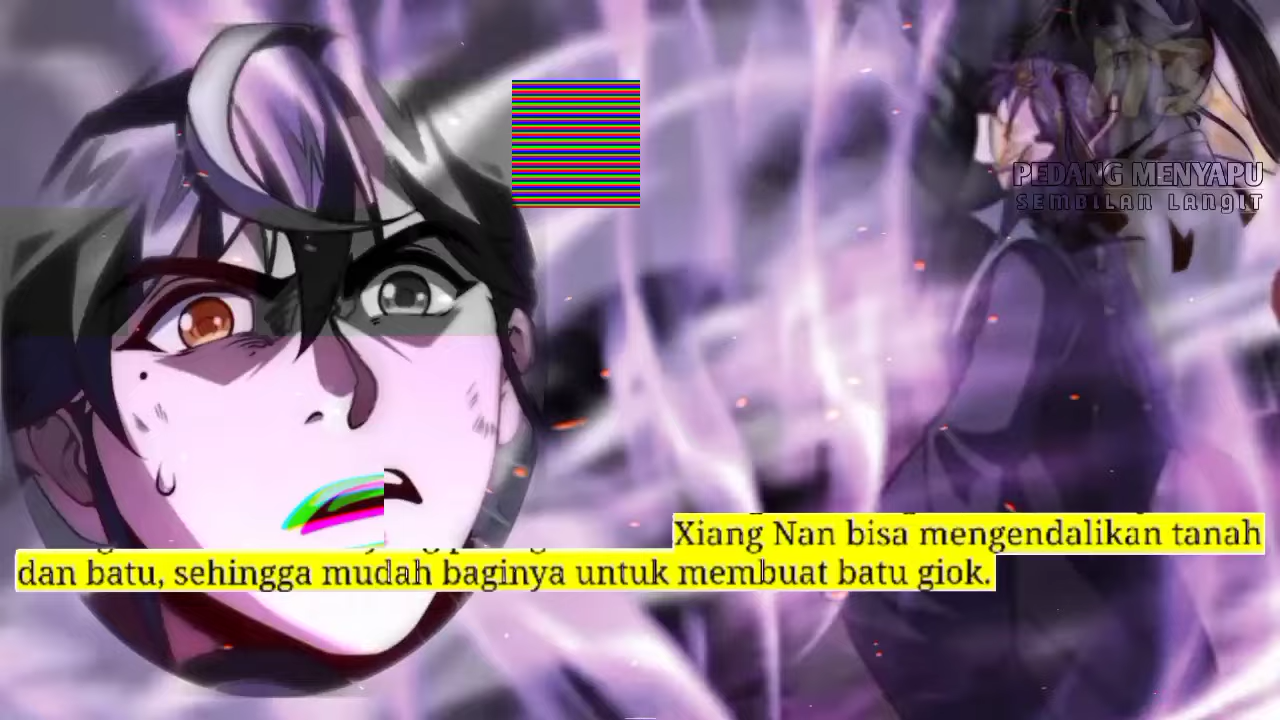 PEDANG MENYAPU
SEMBILAN LANGIT
Xiang Nan bisa mengendalikan tanah
dan batu, sehingga mudah baginya untuk membuat batu giok.